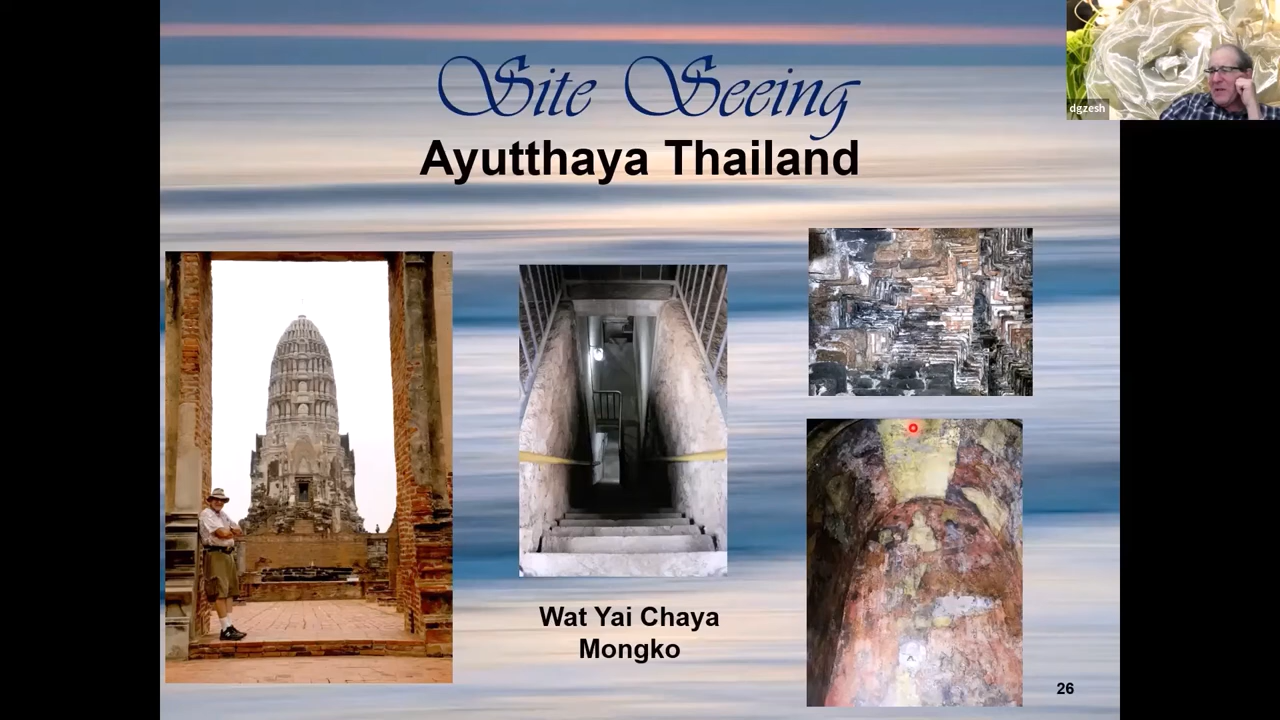 dgzesh
Site Seeing
Ayutthaya Thailand
Wat Yai Chaya
Mongko
26